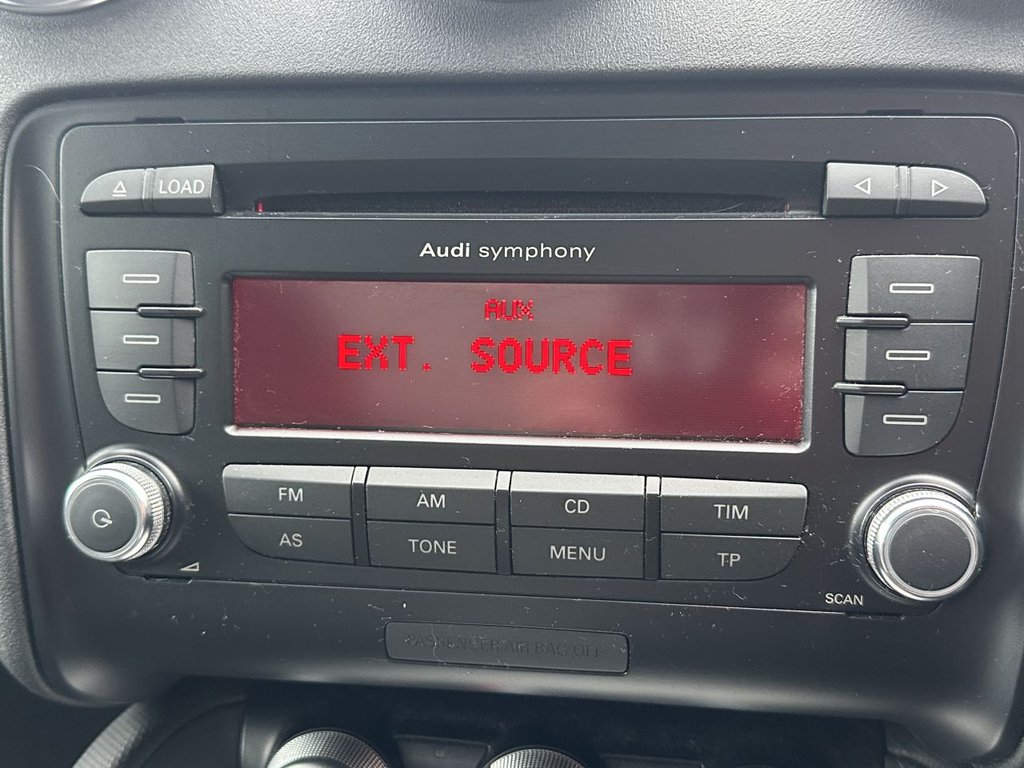 LOAD
Audi symphony
AUX
EXT. SOURCE
FM
AM
CD
TIM
AS
TONE
MENU
TP
SCAN
PASSENGER AIR BAG OFF